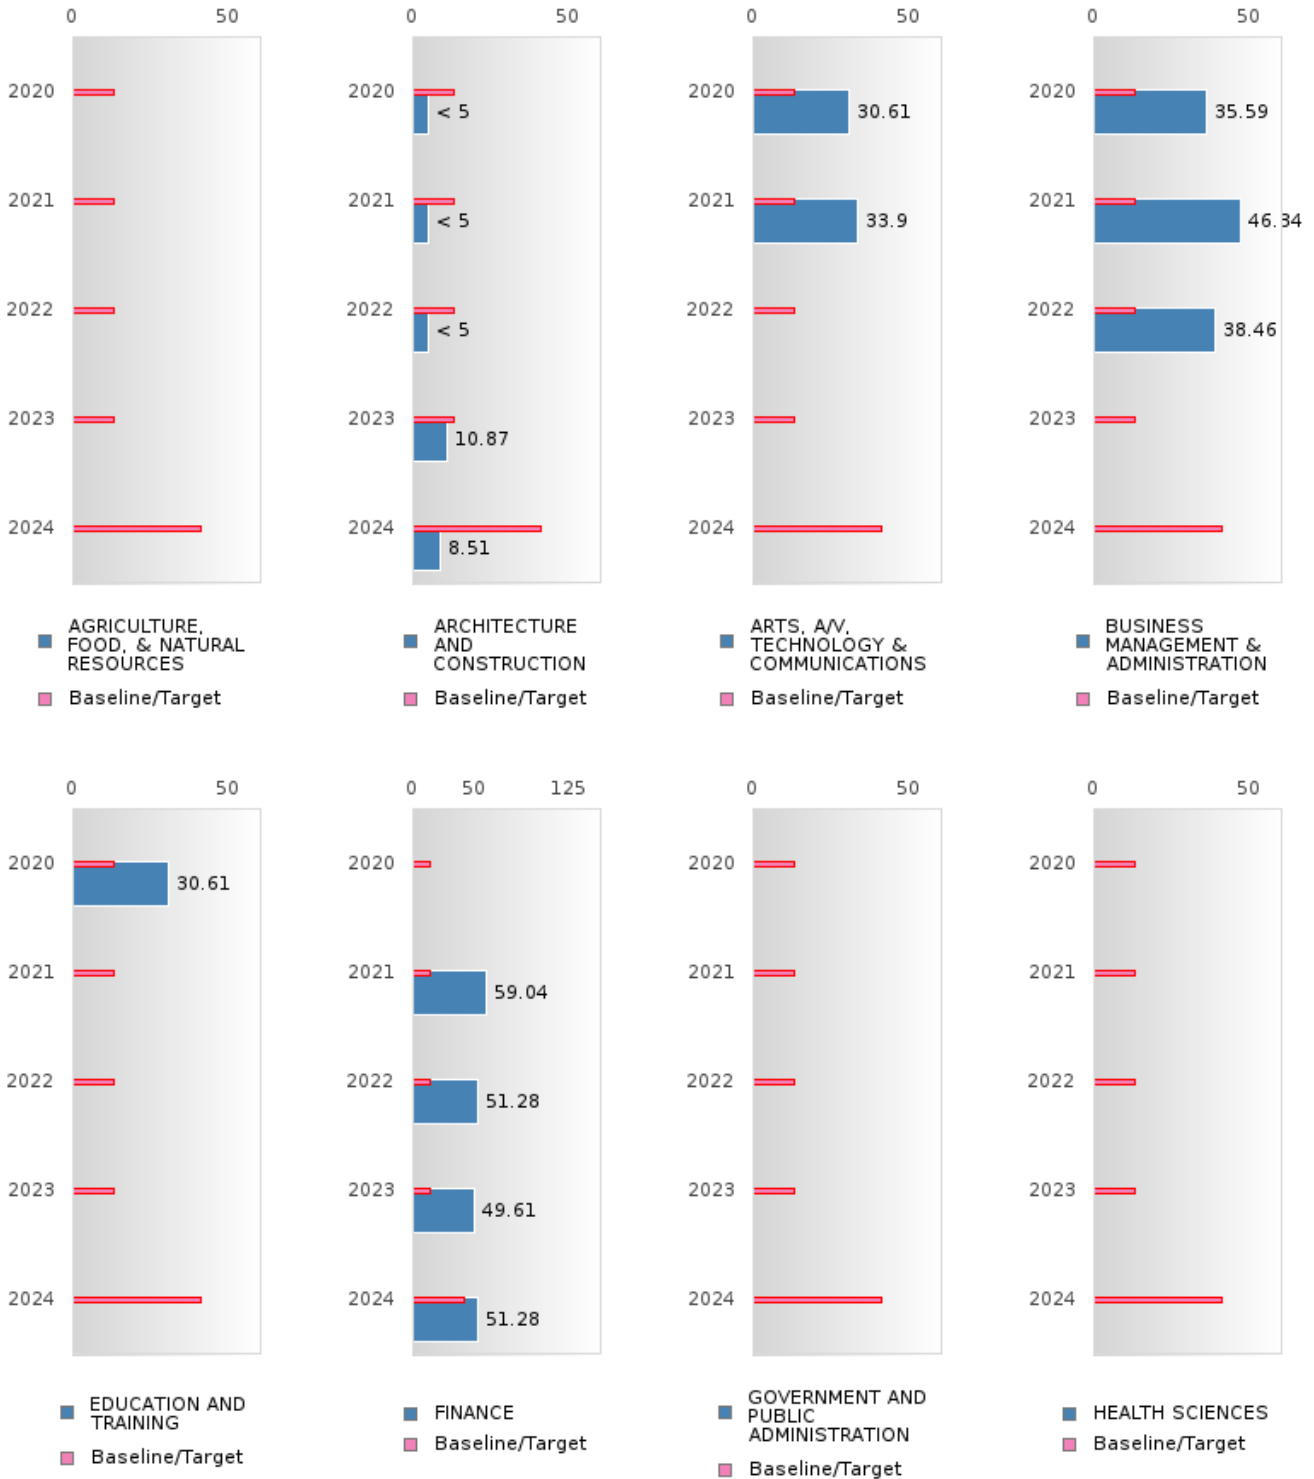 0 50
2020
2021
2022
2023
2024
AGRICULTURE,
FOOD, & NATURAL
RESOURCES
Baseline/Target
0 50
2020
< 5
2021
< 5
2022
< 5
2023
10.87
2024
8.51
ARCHITECTURE
AND
CONSTRUCTION
Baseline/Target
0 50
2020
30.61
2021
33.9
2022
2023
2024
ARTS, A/V,
TECHNOLOGY &
COMMUNICATIONS
Baseline/Target
0 50
2020
35.59
2021
46.34
2022
38.46
2023
2024
BUSINESS
MANAGEMENT &
ADMINISTRATION
Baseline/Target
0 50
2020
30.61
2021
2022
2023
2024
EDUCATION AND
TRAINING
Baseline/Target
0 50 125
2020
2021
59.04
2022
51.28
2023
49.61
2024
51.28
FINANCE
Baseline/Target
0 50
2020
2021
2022
2023
2024
GOVERNMENT AND
PUBLIC
ADMINISTRATION
Baseline/Target
0 50
2020
2021
2022
2023
2024
HEALTH SCIENCES
Baseline/Target